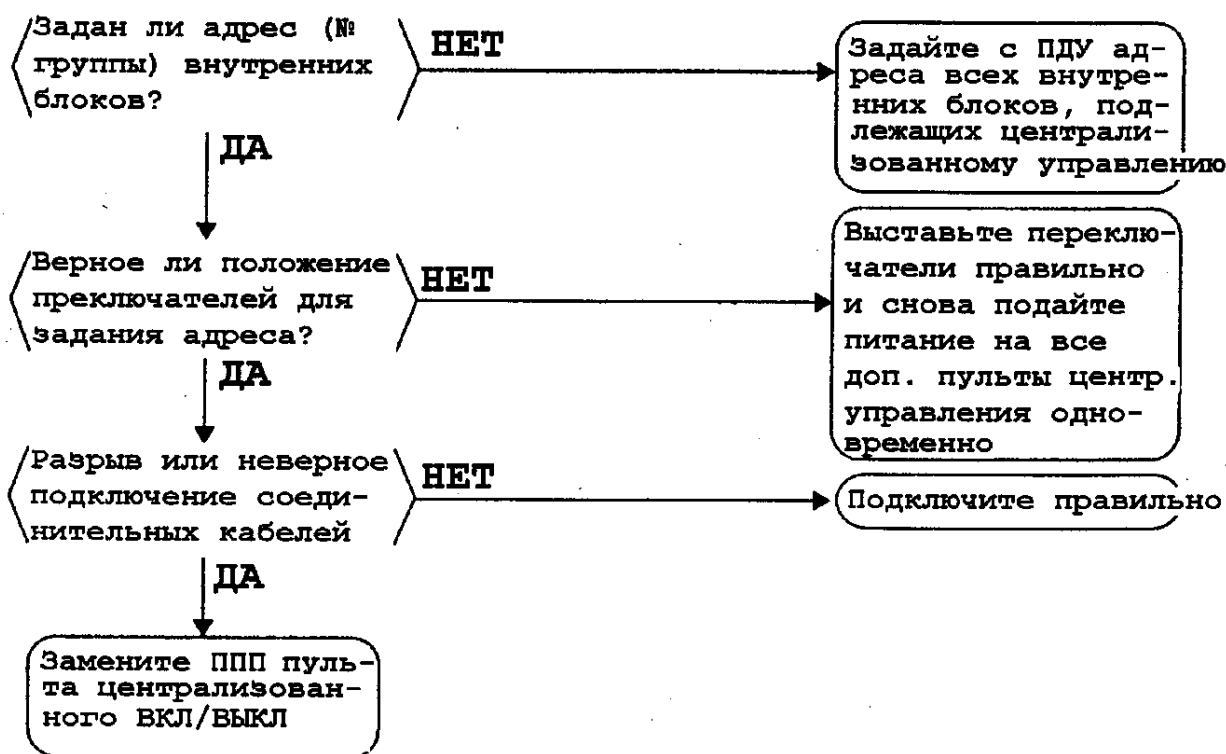 Задан ли адрес (№
группы) внутренних
блоков?
НЕТ
Задайте с ПДУ ад-
реса всех внутре-
нних блоков, под-
лежащих централи-
зованному управлению
ДА
Верное ли положение
преключателей для
задания адреса?
НЕТ
Выставьте переклю-
чатели правильно
и снова подайте
питание на все
доп. пульты центр.
управления одно-
временно
ДА
Разрыв или неверное
подключение соеди-
нительных кабелей
НЕТ
Подключите правильно
ДА
Замените ППП пуль-
та централизован-
ного ВКЛ/ВЫКЛ